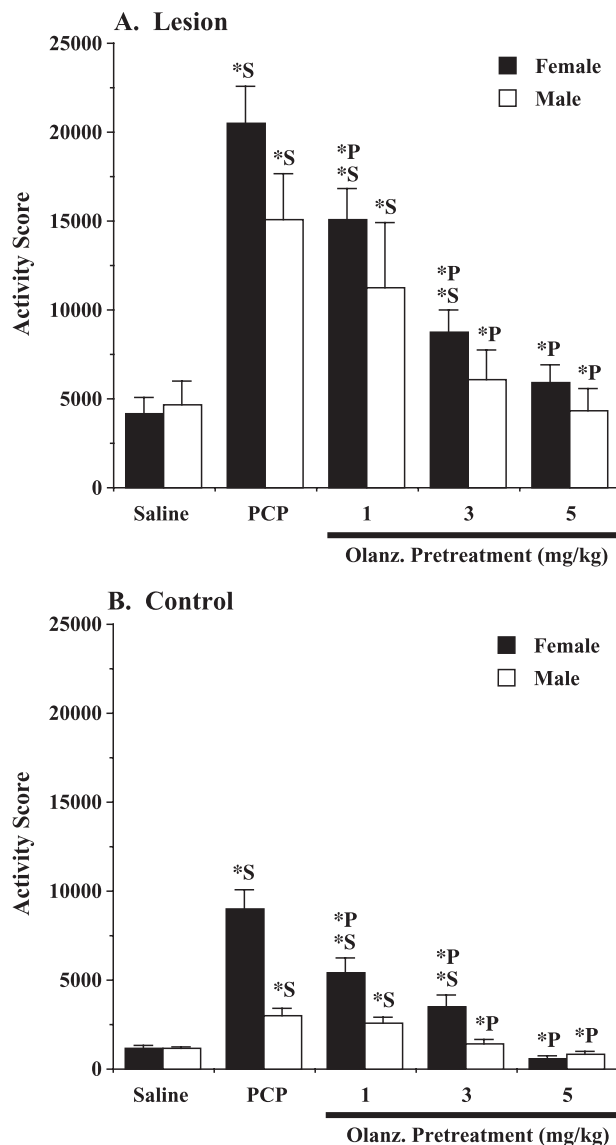 A. Lesion
25000
20000
15000
10000
5000
0
Activity Score
Female
Male
*S
*S
*P
*S
*S
*P
*S
*P
*P
*P
Saline
PCP
1
3
5
Olanz. Pretreatment (mg/kg)
B. Control
25000
20000
15000
10000
5000
0
Activity Score
Female
Male
*S
*S
*P
*S
*S
*P
*S
*P
*P
*P
Saline
PCP
1
3
5
Olanz. Pretreatment (mg/kg)